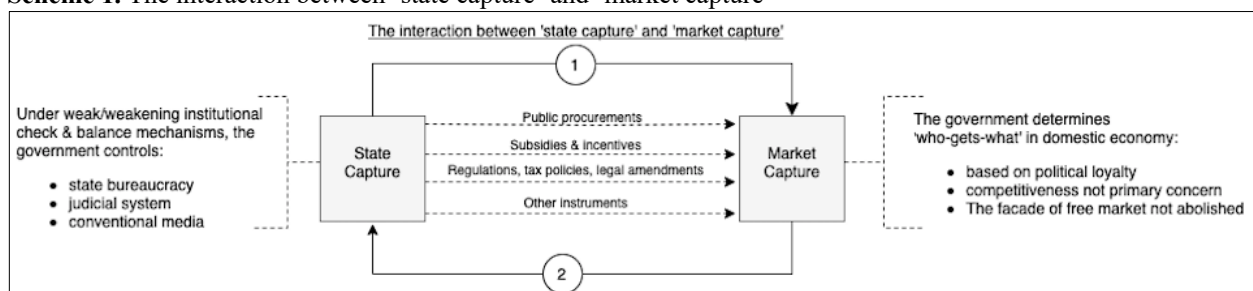 Scheme 1. The interaction between 'state capture' and 'market capture'
The interaction between 'state capture' and 'market capture'
1
Under weak/weakening institutional
check & balance mechanisms, the
government controls:
• state bureaucracy
• judicial system
• conventional media
State
Capture
Public procurements
Subsidies & incentives
Regulations, tax policies, legal amendments
Other instruments
Market
Capture
The government determines
'who-gets-what' in domestic economy:
• based on political loyalty
• competitiveness not primary concern
• The facade of free market not abolished
2